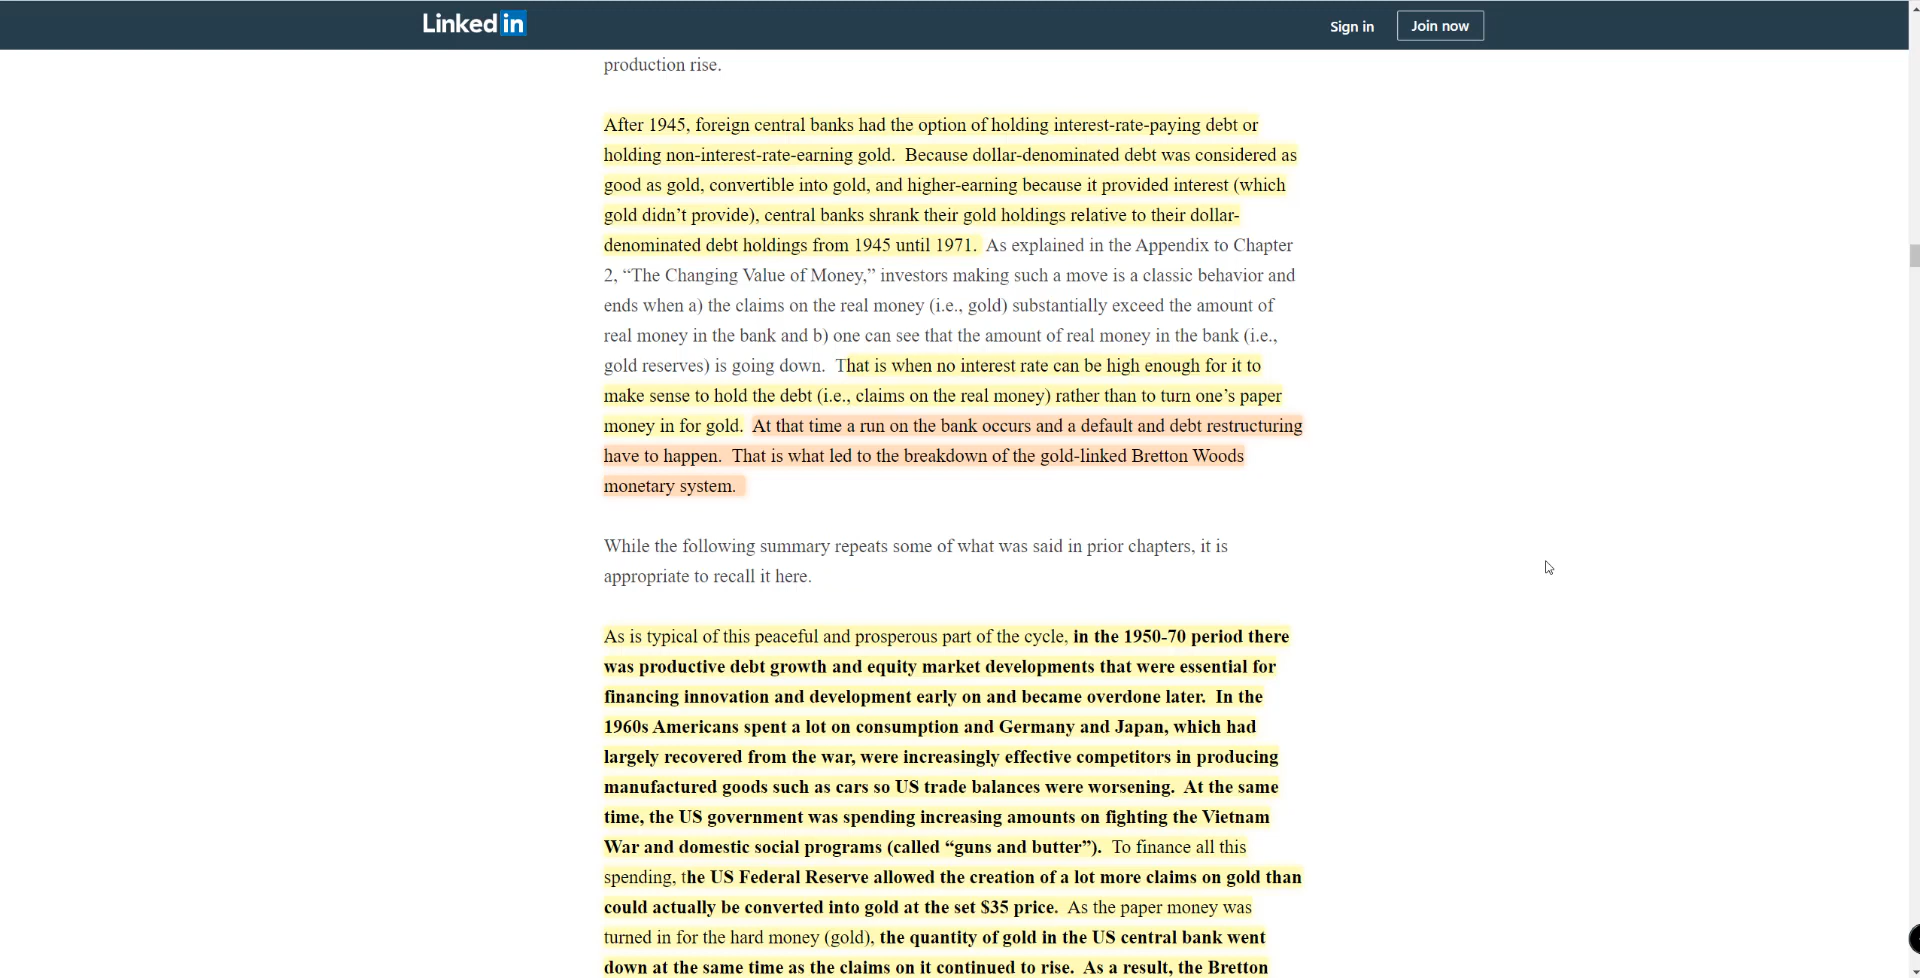 LinkedIn
Sign in
Join now
production rise.
After 1945, foreign central banks had the option of holding interest-rate-paying debt or
holding non-interest-rate-earning gold.  Because dollar-denominated debt was considered as
good as gold, convertible into gold, and higher-earning because it provided interest (which
gold didn’t provide), central banks shrank their gold holdings relative to their dollar-
denominated debt holdings from 1945 until 1971.  As explained in the Appendix to Chapter
2, “The Changing Value of Money,” investors making such a move is a classic behavior and
ends when a) the claims on the real money (i.e., gold) substantially exceed the amount of
real money in the bank and b) one can see that the amount of real money in the bank (i.e.,
gold reserves) is going down.  That is when no interest rate can be high enough for it to
make sense to hold the debt (i.e., claims on the real money) rather than to turn one’s paper
money in for gold.  At that time a run on the bank occurs and a default and debt restructuring
have to happen.  That is what led to the breakdown of the gold-linked Bretton Woods
monetary system.
While the following summary repeats some of what was said in prior chapters, it is
appropriate to recall it here.
As is typical of this peaceful and prosperous part of the cycle, in the 1950-70 period there
was productive debt growth and equity market developments that were essential for
financing innovation and development early on and became overdone later.  In the
1960s Americans spent a lot on consumption and Germany and Japan, which had
largely recovered from the war, were increasingly effective competitors in producing
manufactured goods such as cars so US trade balances were worsening.  At the same
time, the US government was spending increasing amounts on fighting the Vietnam
War and domestic social programs (called “guns and butter”).  To finance all this
spending, the US Federal Reserve allowed the creation of a lot more claims on gold than
could actually be converted into gold at the set $35 price.  As the paper money was
turned in for the hard money (gold), the quantity of gold in the US central bank went
down at the same time as the claims on it continued to rise.  As a result, the Bretton